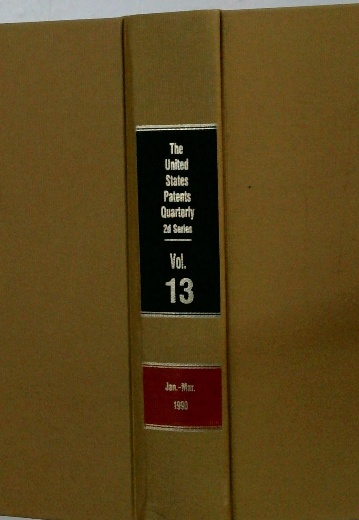 The
United
States
Patents
Quarterly
2d Series
Vol.
13
Jan.-Mar.
1990